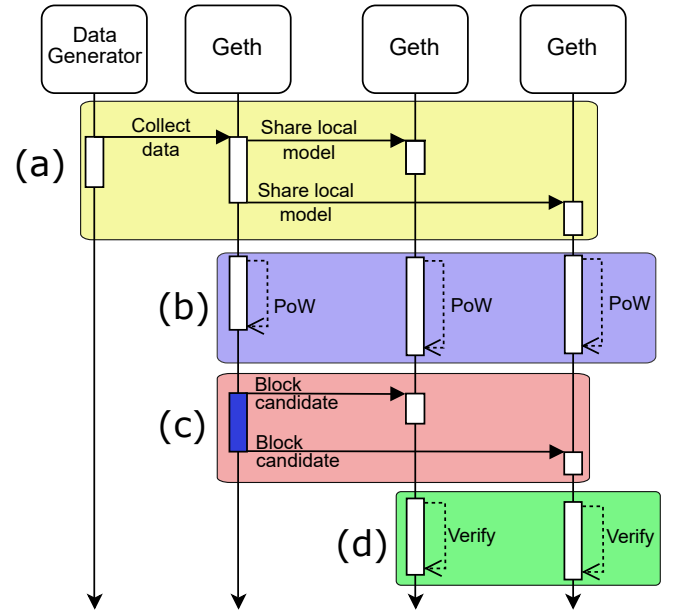 Data
Generator
Geth
Geth
Geth
(a)
Collect
data
Share local
model
Share local
model
(b)
PoW
PoW
PoW
(c)
Block
candidate
Block
candidate
(d)
Verify
Verify